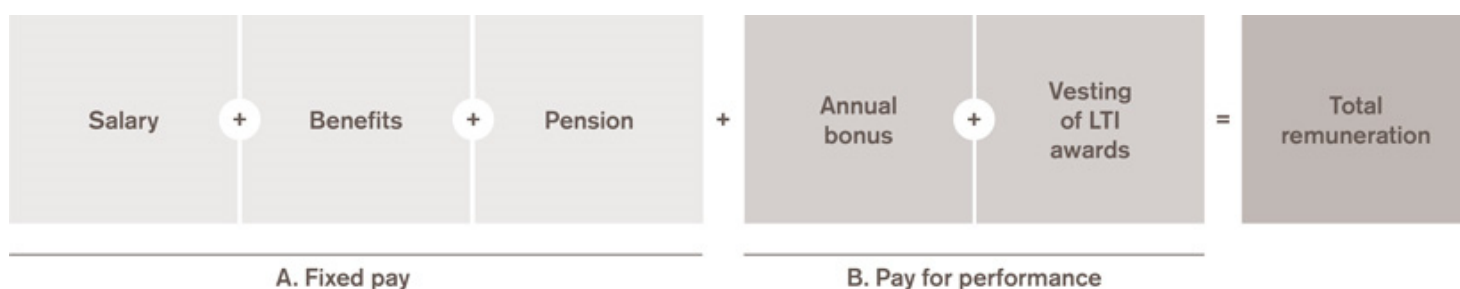 Salary + Benefits + Pension + Annual bonus + Vesting of LTI awards = Total remuneration
A. Fixed pay
B. Pay for performance